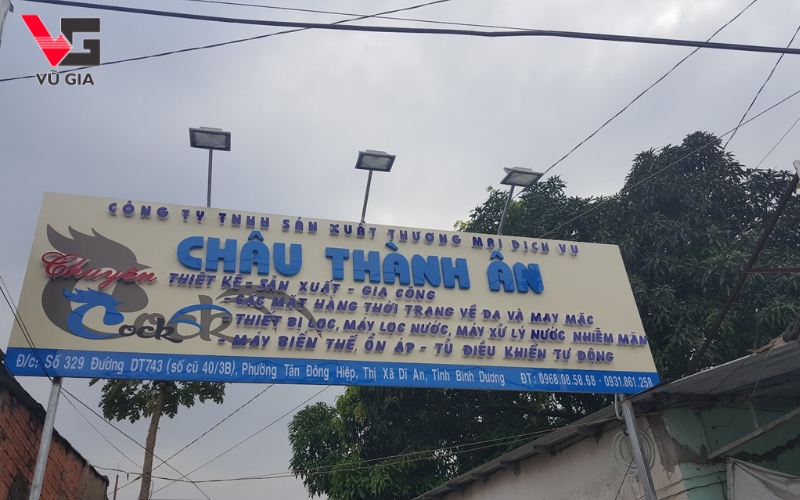 VG
VŨ GIA
CÔNG TY TNHH SẢN XUẤT THƯƠNG MẠI DỊCH VỤ
CHÂU THÀNH ÂN
Chuyên
THIẾT KẾ - SẢN XUẤT - GIA CÔNG
- CÁC MẶT HÀNG THỜI TRANG VỀ DA VÀ MAY MẶC
Cock
- THIẾT BỊ LỌC, MÁY LỌC NƯỚC, MÁY XỬ LÝ NƯỚC NHIỄM MẶN
- MÁY BIẾN THẾ, ỔN ÁP - TỦ ĐIỀU KHIỂN TỰ ĐỘNG
Đ/c: Số 329 Đường DT743 (số cũ 40/3B), Phường Tân Đông Hiệp, Thị Xã Dĩ An, Tỉnh Bình Dương ĐT: 0968.08.58.68 - 0931.861.258